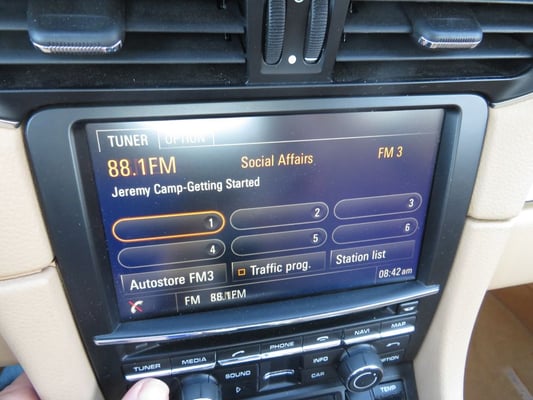 TUNER OPTION
88.1FM Social Affairs FM 3
Jeremy Camp-Getting Started
1 2 3
4 5 6
Autostore FM3 Traffic prog. Station list
FM 88.1FM 08:42am
TUNER MEDIA PHONE NAVI MAP
SOUND INFO CAR OPTION
TEMP